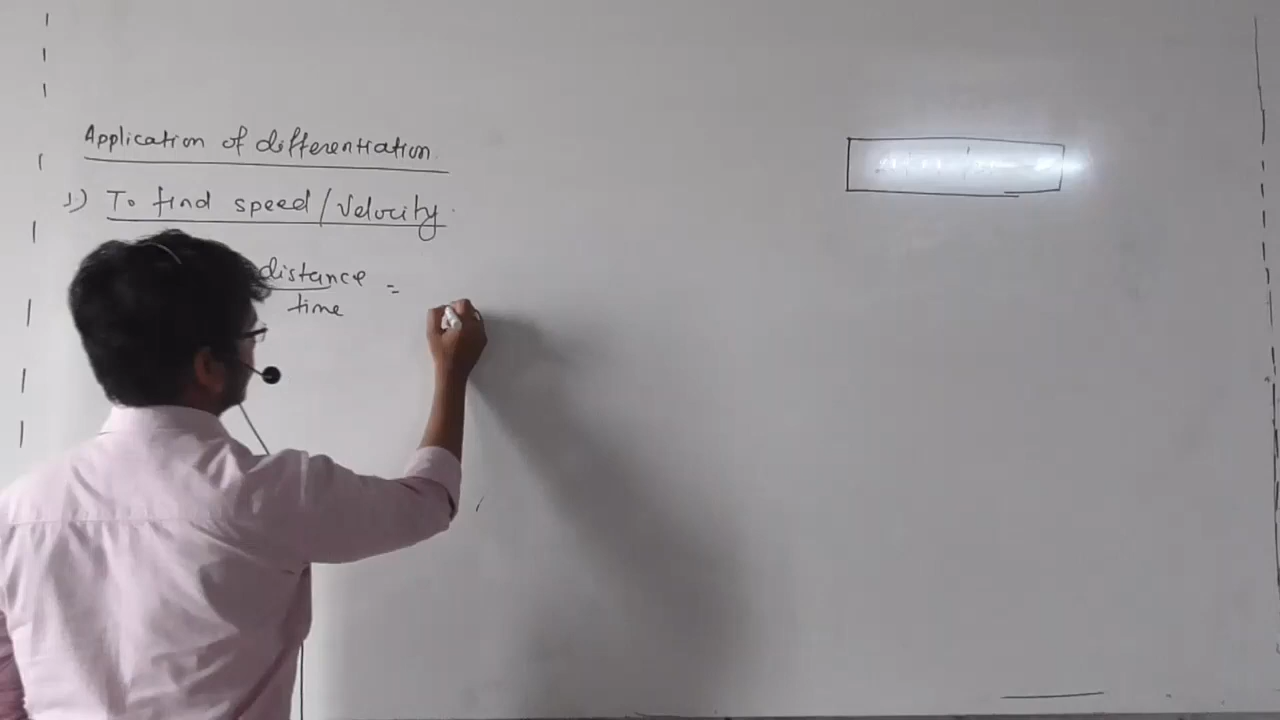 Application of differentiation.
1.) To find speed/velocity.
distance
time
=